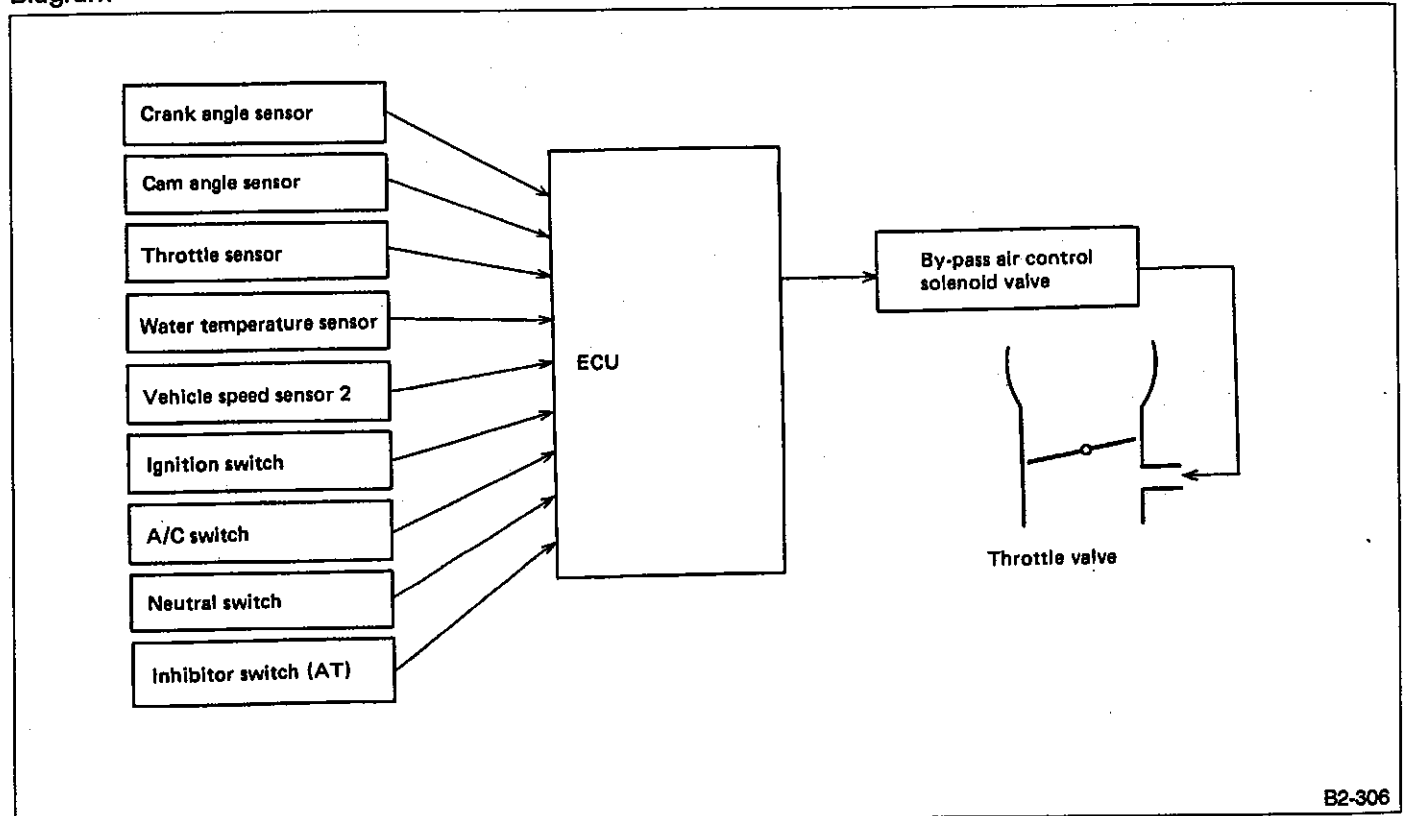 Crank angle sensor
Cam angle sensor
Throttle sensor
Water temperature sensor
Vehicle speed sensor 2
Ignition switch
A/C switch
Neutral switch
Inhibitor switch (AT)
ECU
By-pass air control
solenoid valve
Throttle valve
B2-306